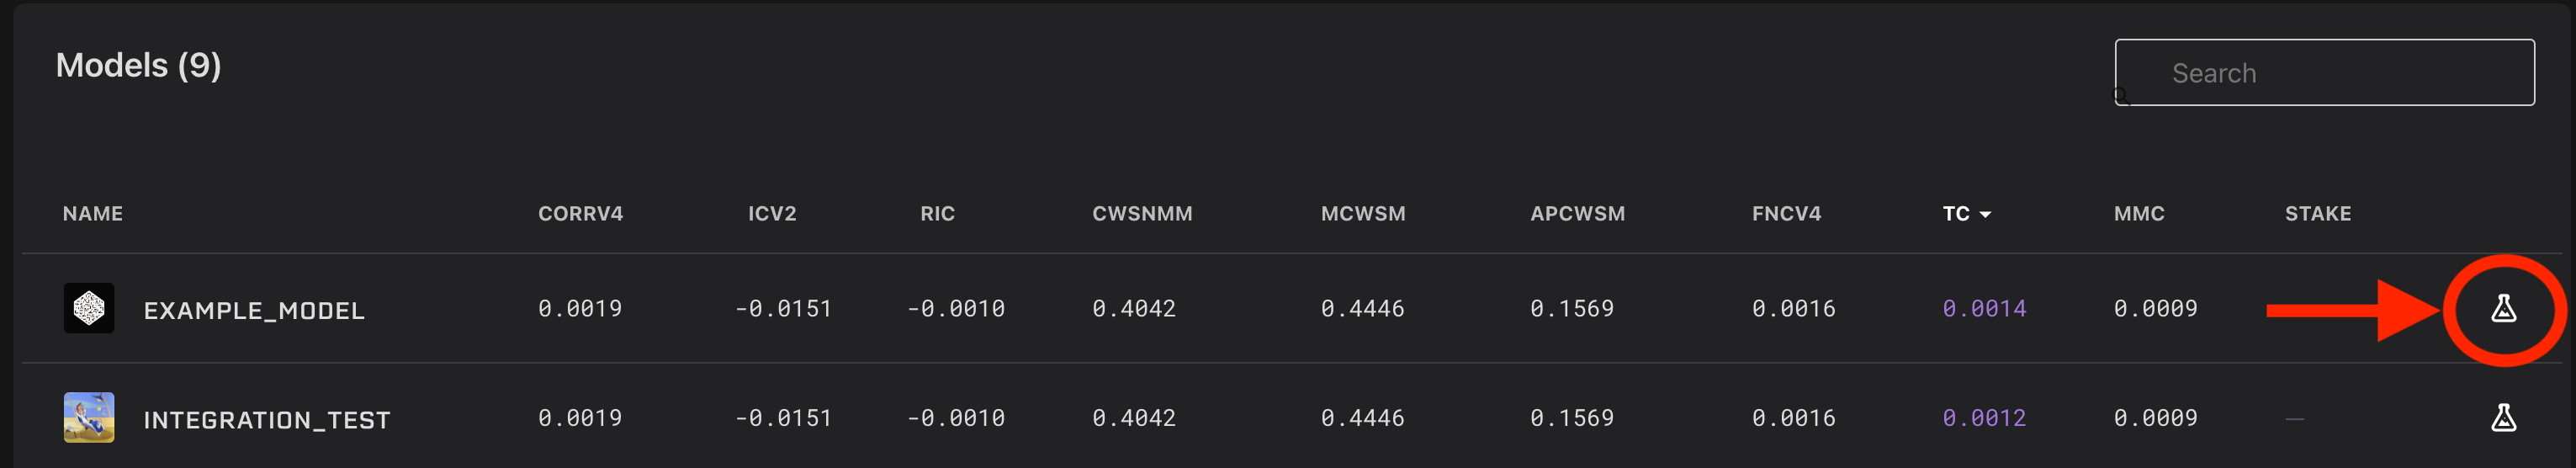 Models (9)
Search
NAME CORRV4 ICV2 RIC CWSNMM MCWSM APCWSM FNCV4 TC MMC STAKE
EXAMPLE_MODEL 0.0019 -0.0151 -0.0010 0.4042 0.4446 0.1569 0.0016 0.0014 0.0009
INTEGRATION_TEST 0.0019 -0.0151 -0.0010 0.4042 0.4446 0.1569 0.0016 0.0012 0.0009 —